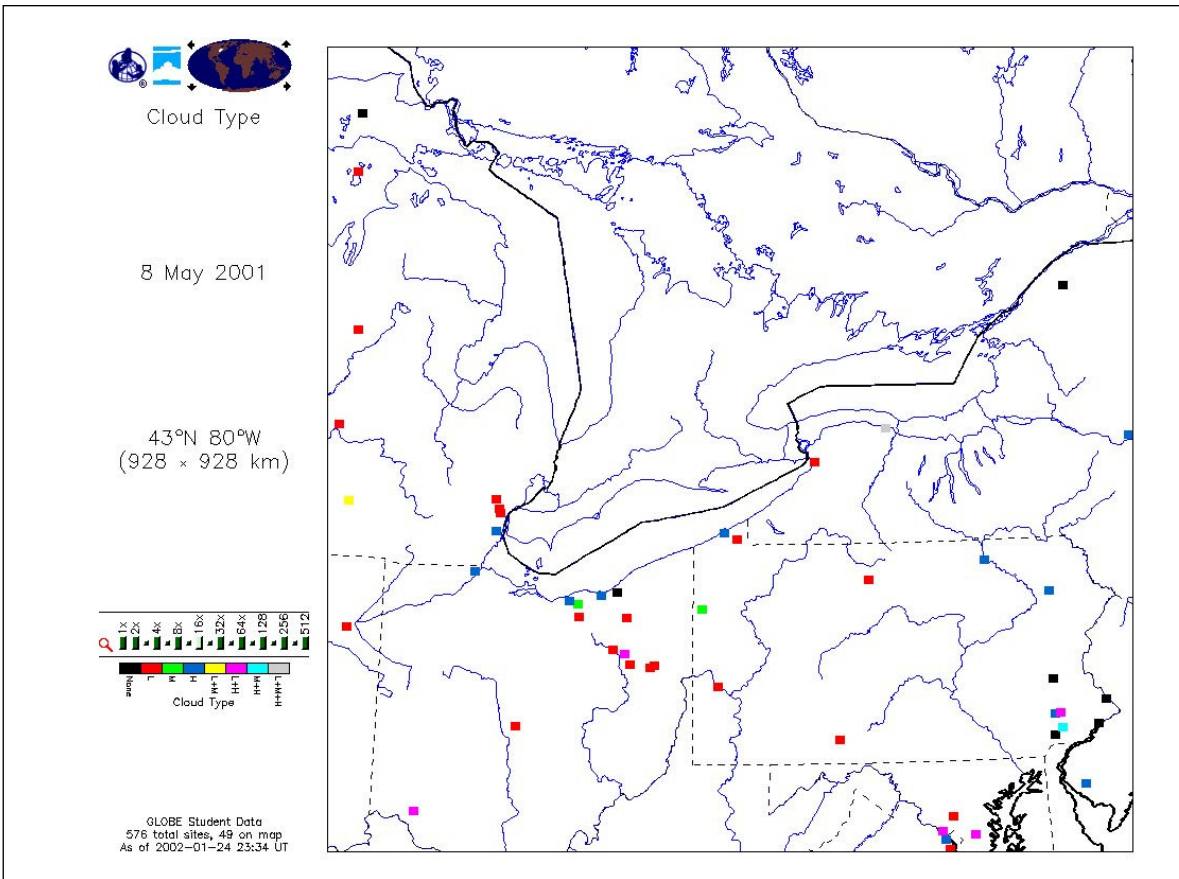 ®
Cloud Type
8 May 2001
43°N 80°W
(928 × 928 km)
1x 2x 4x 8x 16x 32x 64x 128 256 512
None L M H L+M L+H M+H L+M+H
Cloud Type
GLOBE Student Data
576 total sites, 49 on map
As of 2002-01-24 23:34 UT